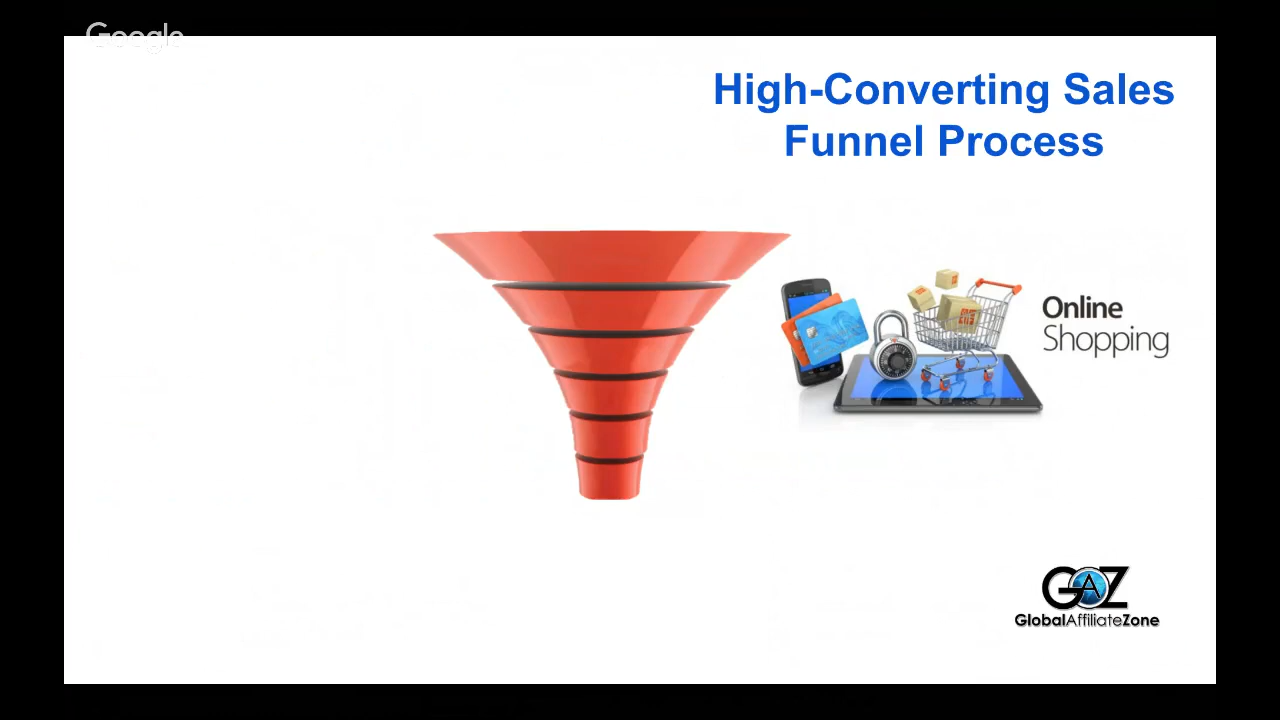 Google
High-Converting Sales
Funnel Process
Online
Shopping
GAZ
GlobalAffiliateZone